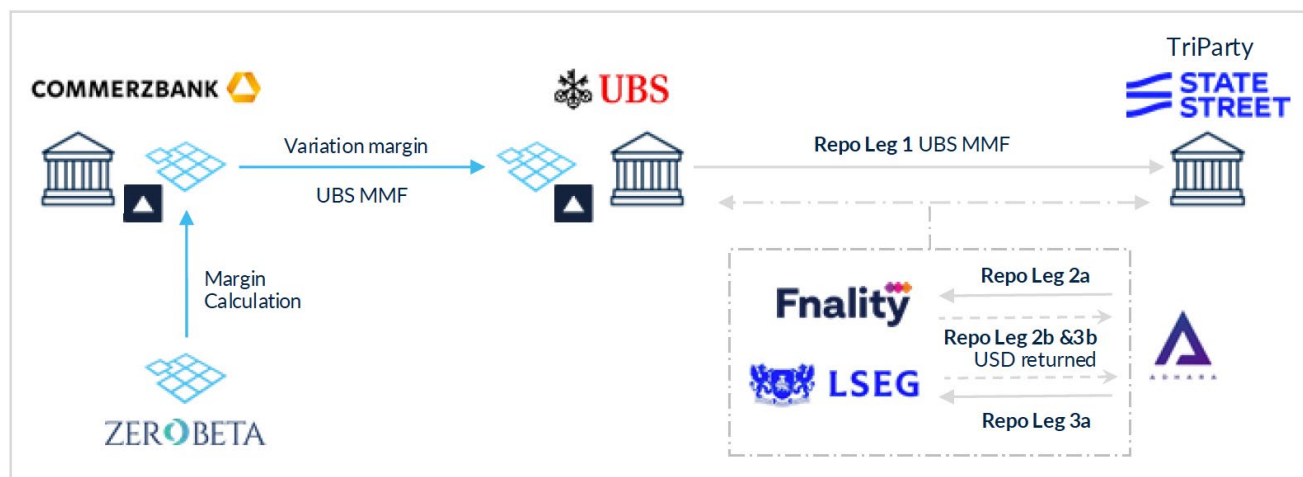 TriParty
COMMERZBANK
UBS
STATE
STREET
Variation margin
UBS MMF
Repo Leg 1 UBS MMF
Margin
Calculation
Repo Leg 2a
Fnality
Repo Leg 2b &3b
USD returned
LSEG
ADHARA
Repo Leg 3a
ZEROBETA